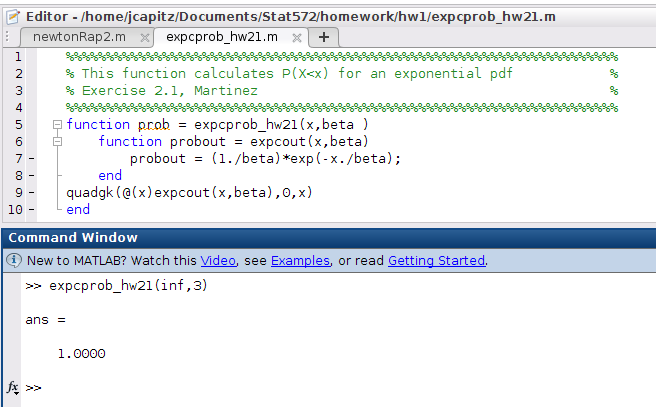 Editor - /home/jcapitz/Documents/Stat572/homework/hw1/expcprob_hw21.m
newtonRap2.m × expcprob_hw21.m × +
1 %%%%%%%%%%%%%%%%%%%%%%%%%%%%%%%%%%%%%%%%%%%%%%%%%%%%%%%%%%%%%%%%%%%%%%%
2 % This function calculates P(X<x) for an exponential pdf %
3 % Exercise 2.1, Martinez %
4 %%%%%%%%%%%%%%%%%%%%%%%%%%%%%%%%%%%%%%%%%%%%%%%%%%%%%%%%%%%%%%%%%%%%%%%
5 function prob = expcprob_hw21(x,beta )
6 function probout = expcout(x,beta)
7 - probout = (1./beta)*exp(-x./beta);
8 - end
9 - quadgk(@(x)expcout(x,beta),0,x)
10 - end
Command Window
New to MATLAB? Watch this Video, see Examples, or read Getting Started.
>> expcprob_hw21(inf,3)
ans =
1.0000
fx >>